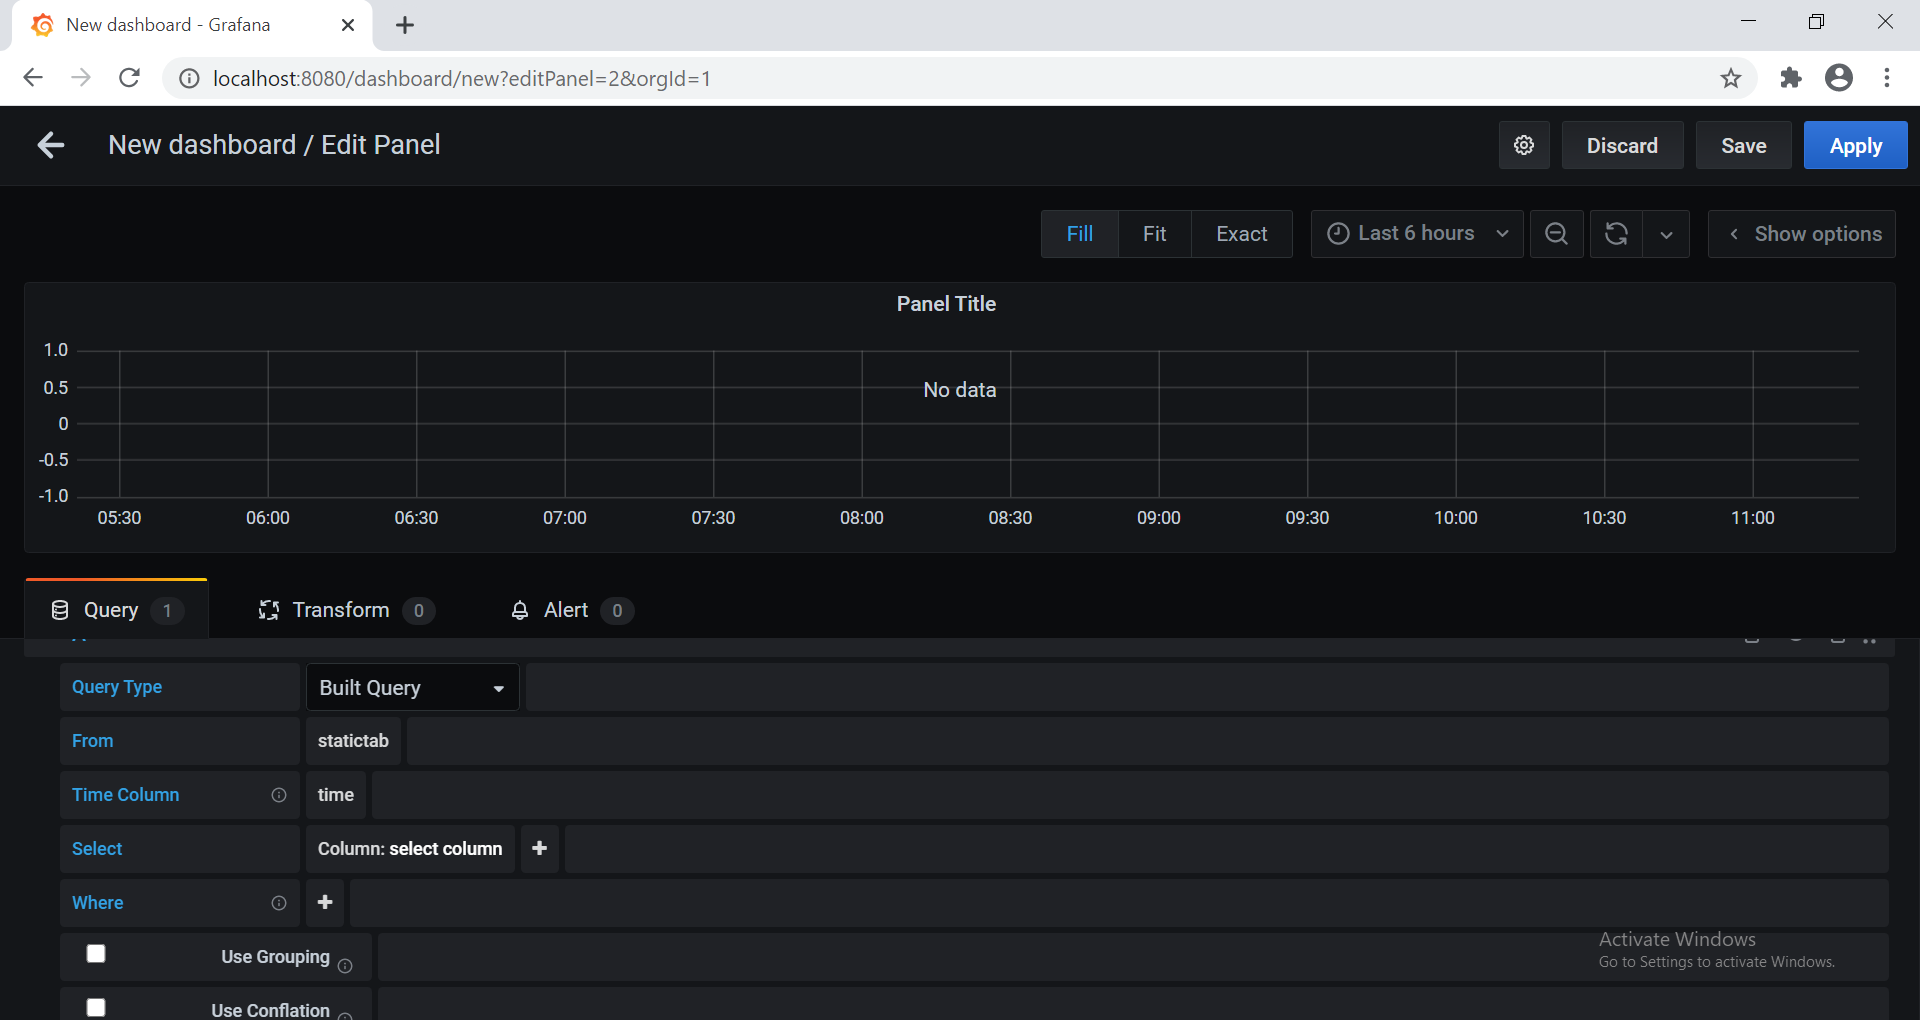 New dashboard - Grafana
localhost:8080/dashboard/new?editPanel=2&orgId=1
New dashboard / Edit Panel
Discard
Save
Apply
Fill
Fit
Exact
Last 6 hours
Show options
Panel Title
1.0
0.5
0
-0.5
-1.0
No data
05:30 06:00 06:30 07:00 07:30 08:00 08:30 09:00 09:30 10:00 10:30 11:00
Query 1
Transform 0
Alert 0
Query Type
Built Query
From
statictab
Time Column
time
Select
Column: select column
Where
Use Grouping
Use Conflation
Activate Windows
Go to Settings to activate Windows.